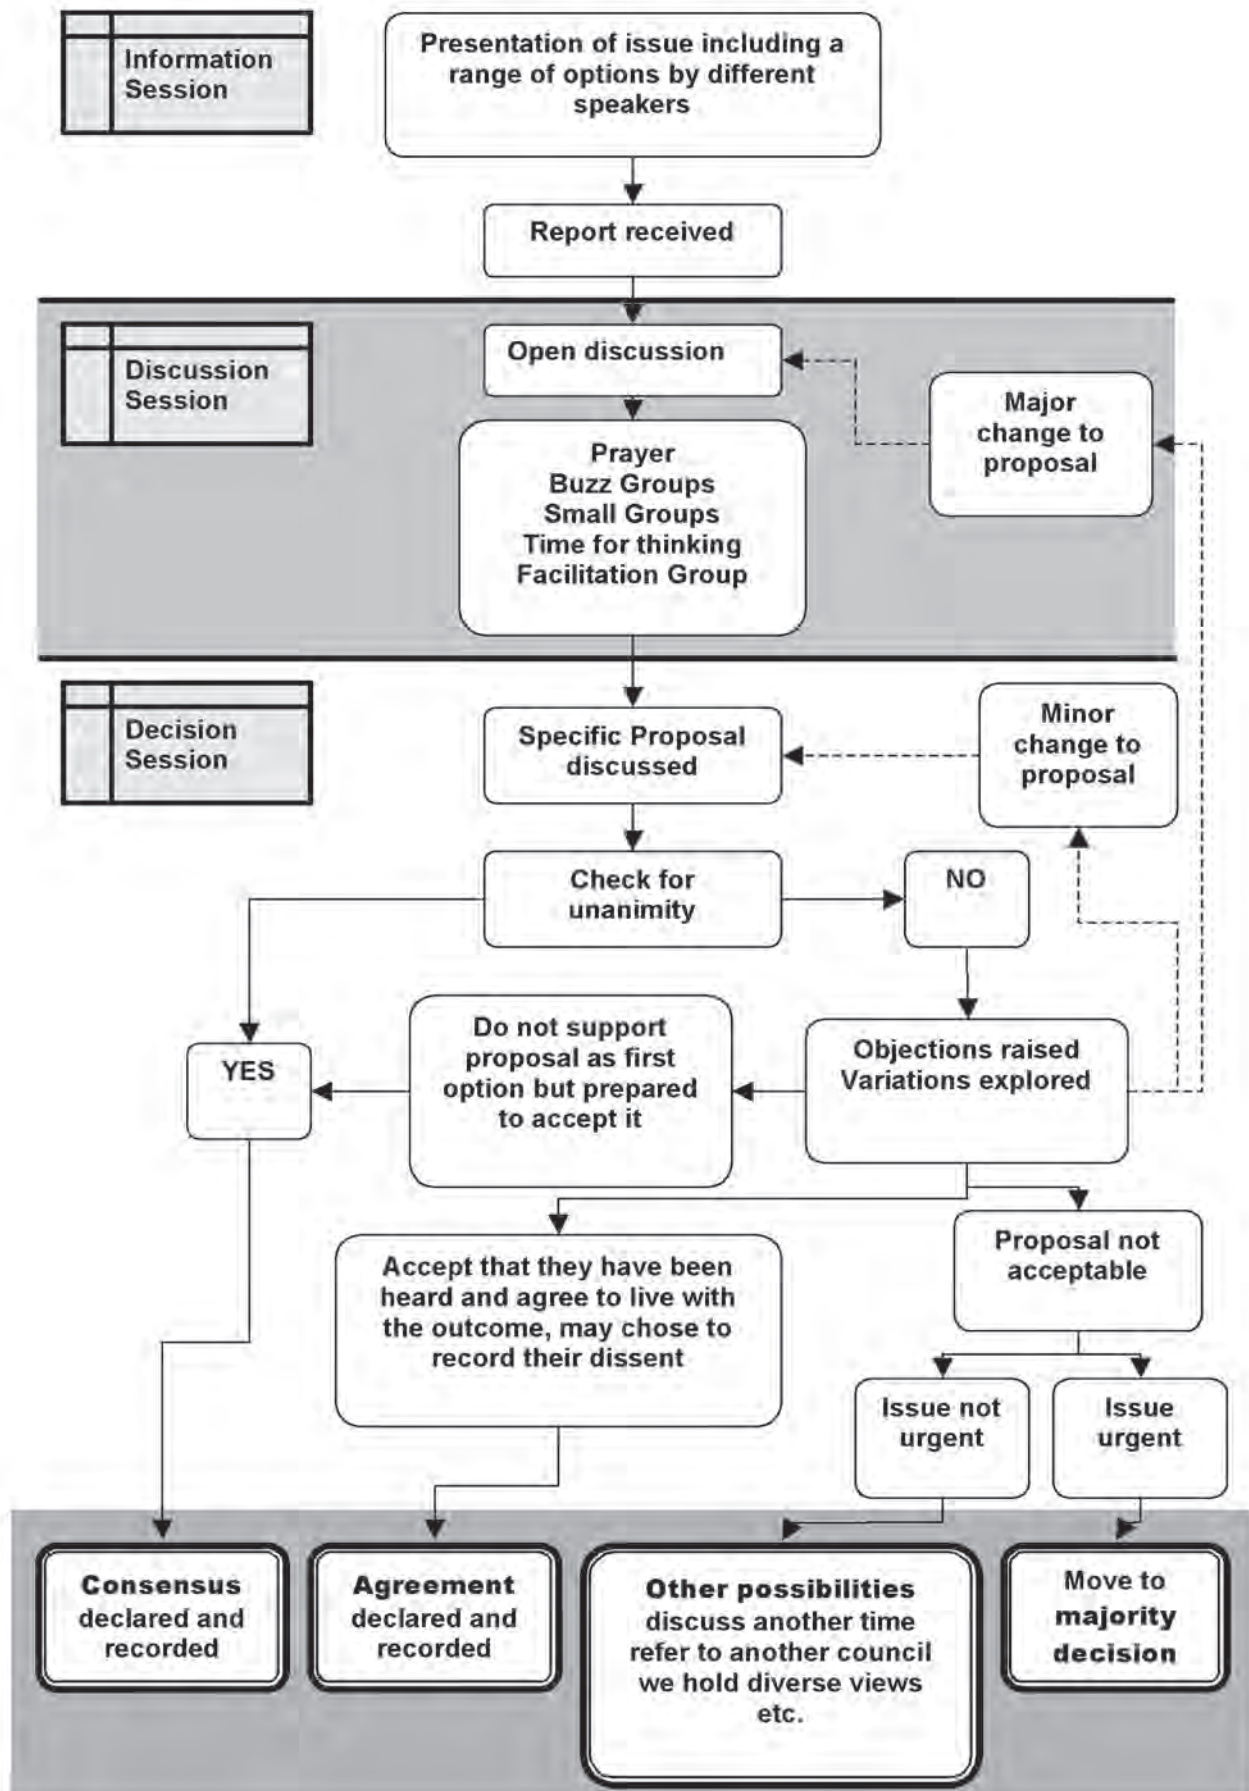 Information
Session
Presentation of issue including a
range of options by different
speakers
Report received
Discussion
Session
Open discussion
Major
change to
proposal
Prayer
Buzz Groups
Small Groups
Time for thinking
Facilitation Group
Decision
Session
Specific Proposal
discussed
Minor
change to
proposal
Check for
unanimity
NO
YES
Do not support
proposal as first
option but prepared
to accept it
Objections raised
Variations explored
Accept that they have been
heard and agree to live with
the outcome, may chose to
record their dissent
Proposal not
acceptable
Issue not
urgent
Issue
urgent
Consensus
declared and
recorded
Agreement
declared and
recorded
Other possibilities
discuss another time
refer to another council
we hold diverse views
etc.
Move to
majority
decision